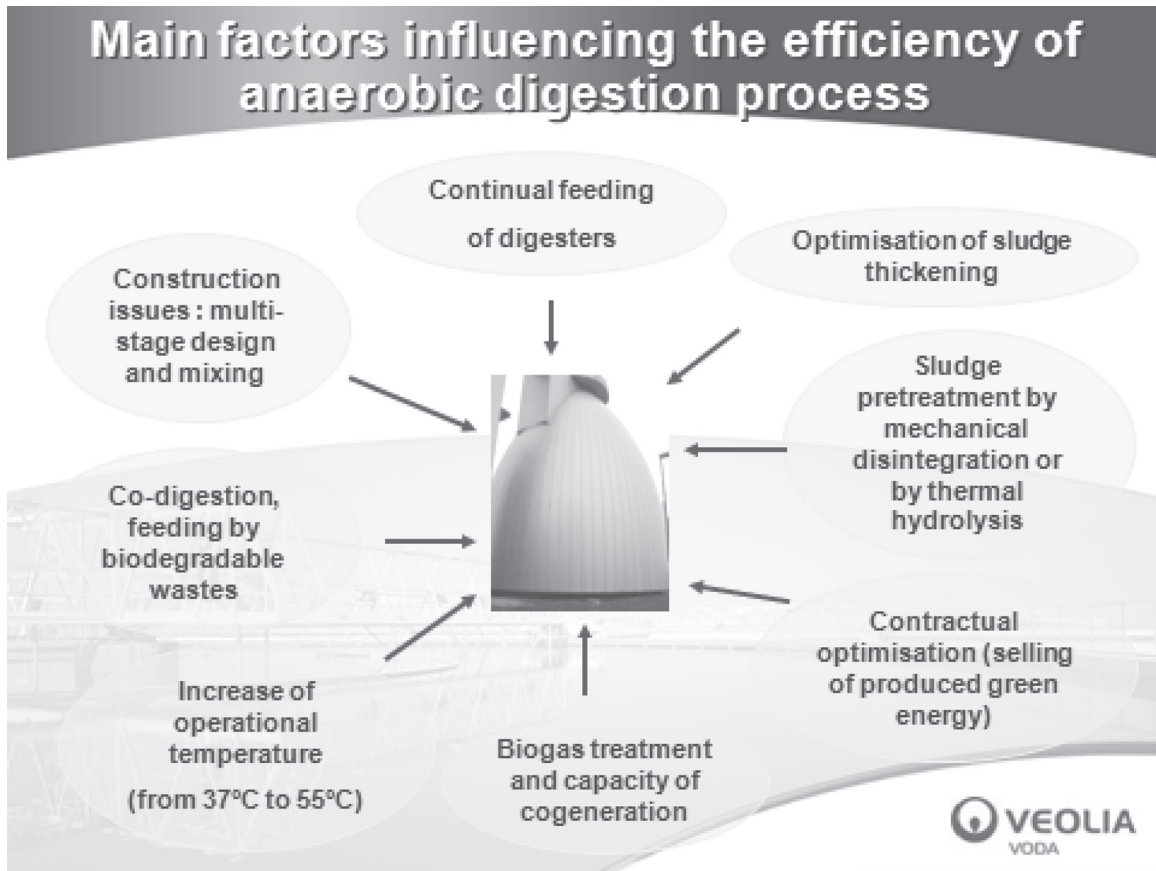 Main factors influencing the efficiency of
anaerobic digestion process
Continual feeding
of digesters
Optimisation of sludge
thickening
Construction
issues : multi-
stage design
and mixing
Sludge
pretreatment by
mechanical
disintegration or
by thermal
hydrolysis
Co-digestion,
feeding by
biodegradable
wastes
Contractual
optimisation (selling
of produced green
energy)
Increase of
operational
temperature
(from 37ºC to 55ºC)
Biogas treatment
and capacity of
cogeneration
VEOLIA
VODA